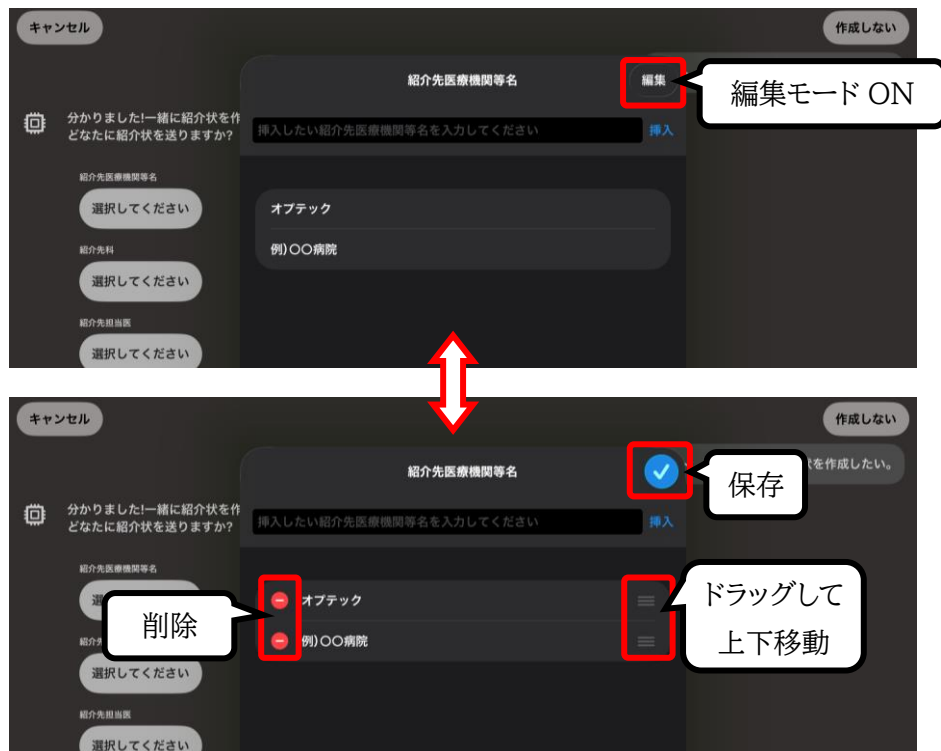 キャンセル
作成しない
紹介先医療機関等名
編集
編集モード ON
分かりました!一緒に紹介状を作
どなたに紹介状を送りますか?
挿入したい紹介先医療機関等名を入力してください
挿入
紹介先医療機関等名
選択してください
オプテック
紹介先科
例)〇〇病院
選択してください
紹介先担当医
選択してください
キャンセル
作成しない
紹介先医療機関等名
状を作成したい。
保存
分かりました!一緒に紹介状を作
どなたに紹介状を送りますか?
挿入したい紹介先医療機関等名を入力してください
挿入
紹介先医療機関等名
オプテック
ドラッグして
上下移動
削除
例)〇〇病院
選択してください
紹介先担当医
選択してください